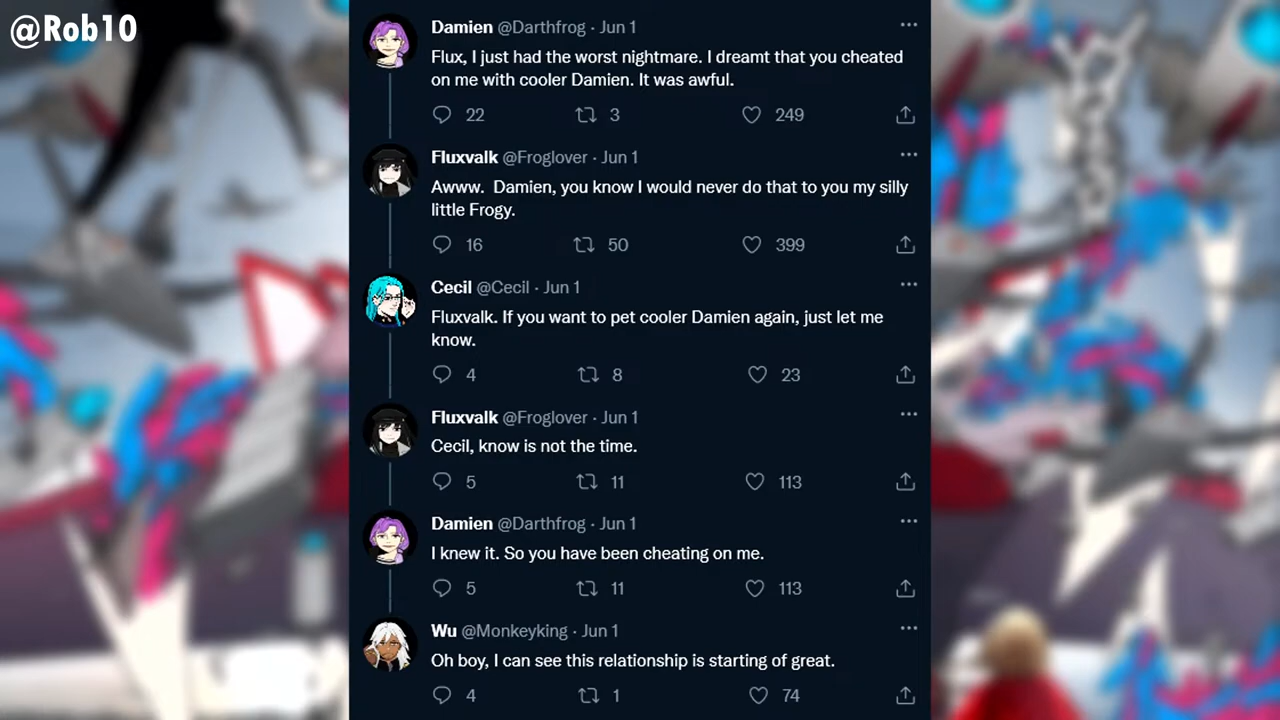 @Rob10
Damien @Darthfrog · Jun 1
Flux, I just had the worst nightmare. I dreamt that you cheated
on me with cooler Damien. It was awful.
22 3 249
Fluxvalk @Froglover · Jun 1
Awww.  Damien, you know I would never do that to you my silly
little Frogy.
16 50 399
Cecil @Cecil · Jun 1
Fluxvalk. If you want to pet cooler Damien again, just let me
know.
4 8 23
Fluxvalk @Froglover · Jun 1
Cecil, know is not the time.
5 11 113
Damien @Darthfrog · Jun 1
I knew it. So you have been cheating on me.
5 11 113
Wu @Monkeyking · Jun 1
Oh boy, I can see this relationship is starting of great.
4 1 74